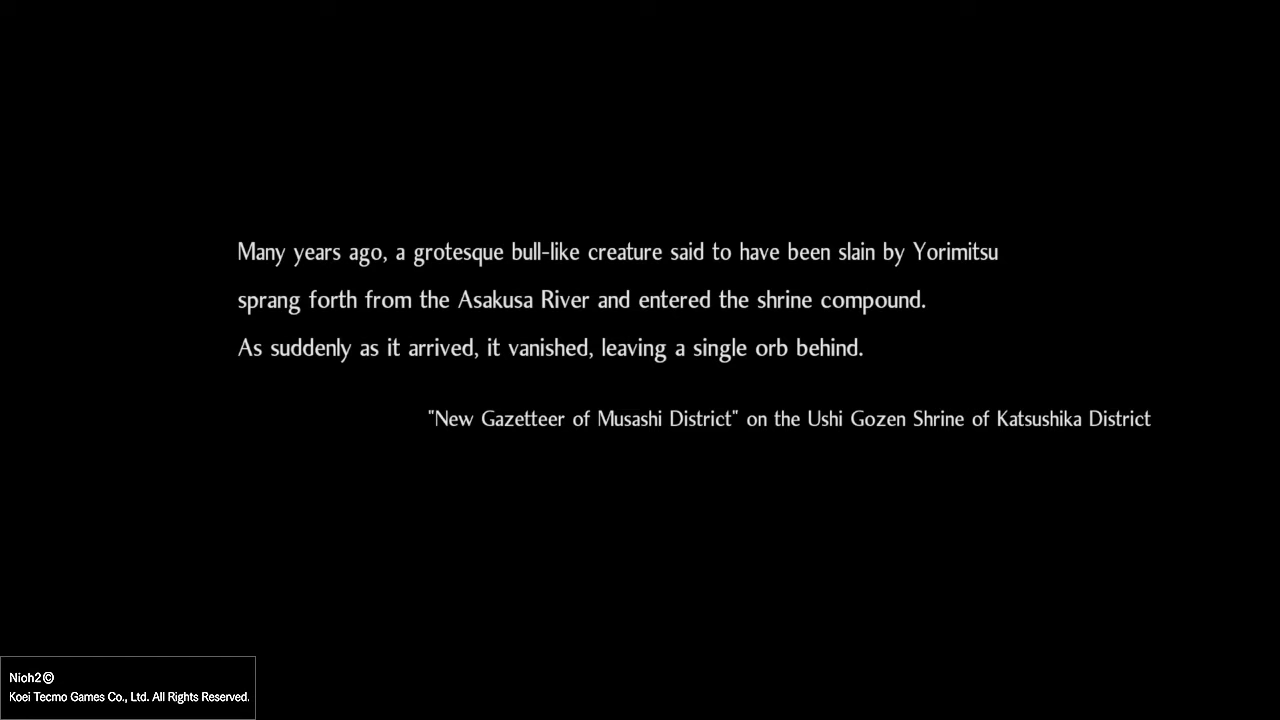 Many years ago, a grotesque bull-like creature said to have been slain by Yorimitsu
sprang forth from the Asakusa River and entered the shrine compound.
As suddenly as it arrived, it vanished, leaving a single orb behind.
"New Gazetteer of Musashi District" on the Ushi Gozen Shrine of Katsushika District
Nioh2©
Koei Tecmo Games Co., Ltd. All Rights Reserved.